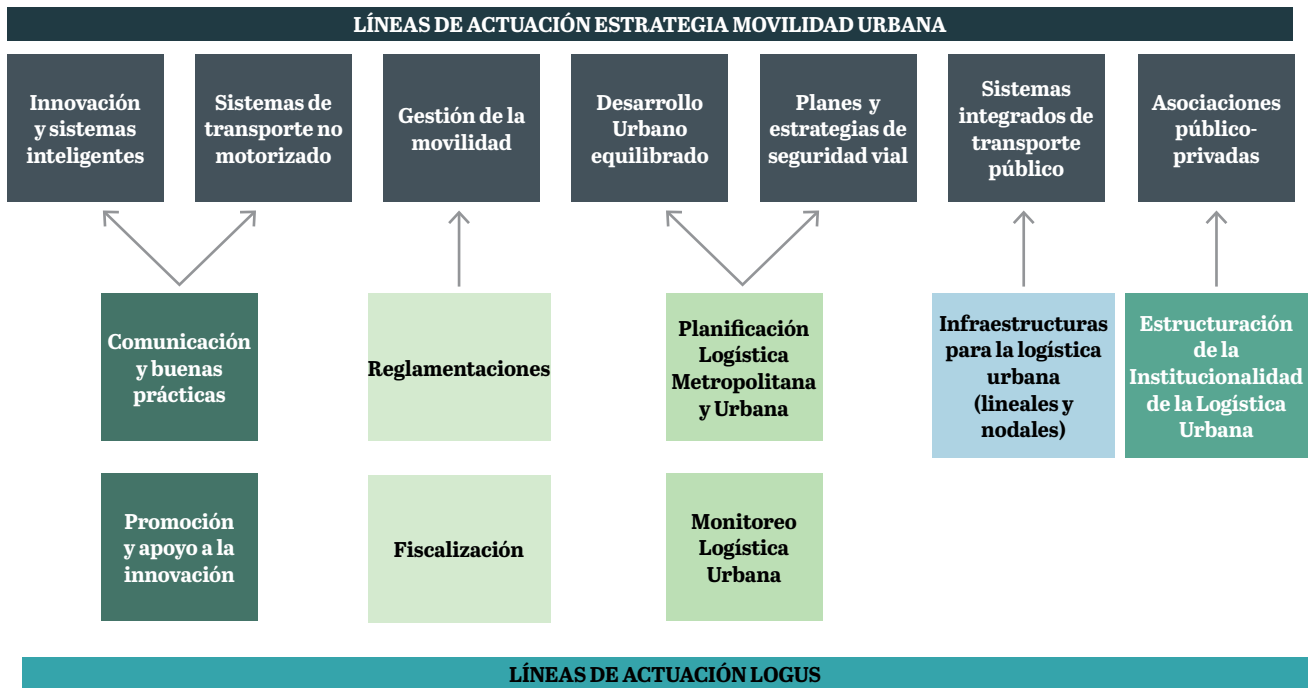 LÍNEAS DE ACTUACIÓN ESTRATEGIA MOVILIDAD URBANA
Innovación
y sistemas
inteligentes
Sistemas de
transporte no
motorizado
Gestión de la
movilidad
Desarrollo
Urbano
equilibrado
Planes y
estrategias de
seguridad vial
Sistemas
integrados de
transporte
público
Asociaciones
público-
privadas
Comunicación
y buenas
prácticas
Reglamentaciones
Planificación
Logística
Metropolitana
y Urbana
Infraestructuras
para la logística
urbana
(lineales y
nodales)
Estructuración
de la
Institucionalidad
de la Logística
Urbana
Promoción
y apoyo a la
innovación
Fiscalización
Monitoreo
Logística
Urbana
LÍNEAS DE ACTUACIÓN LOGUS